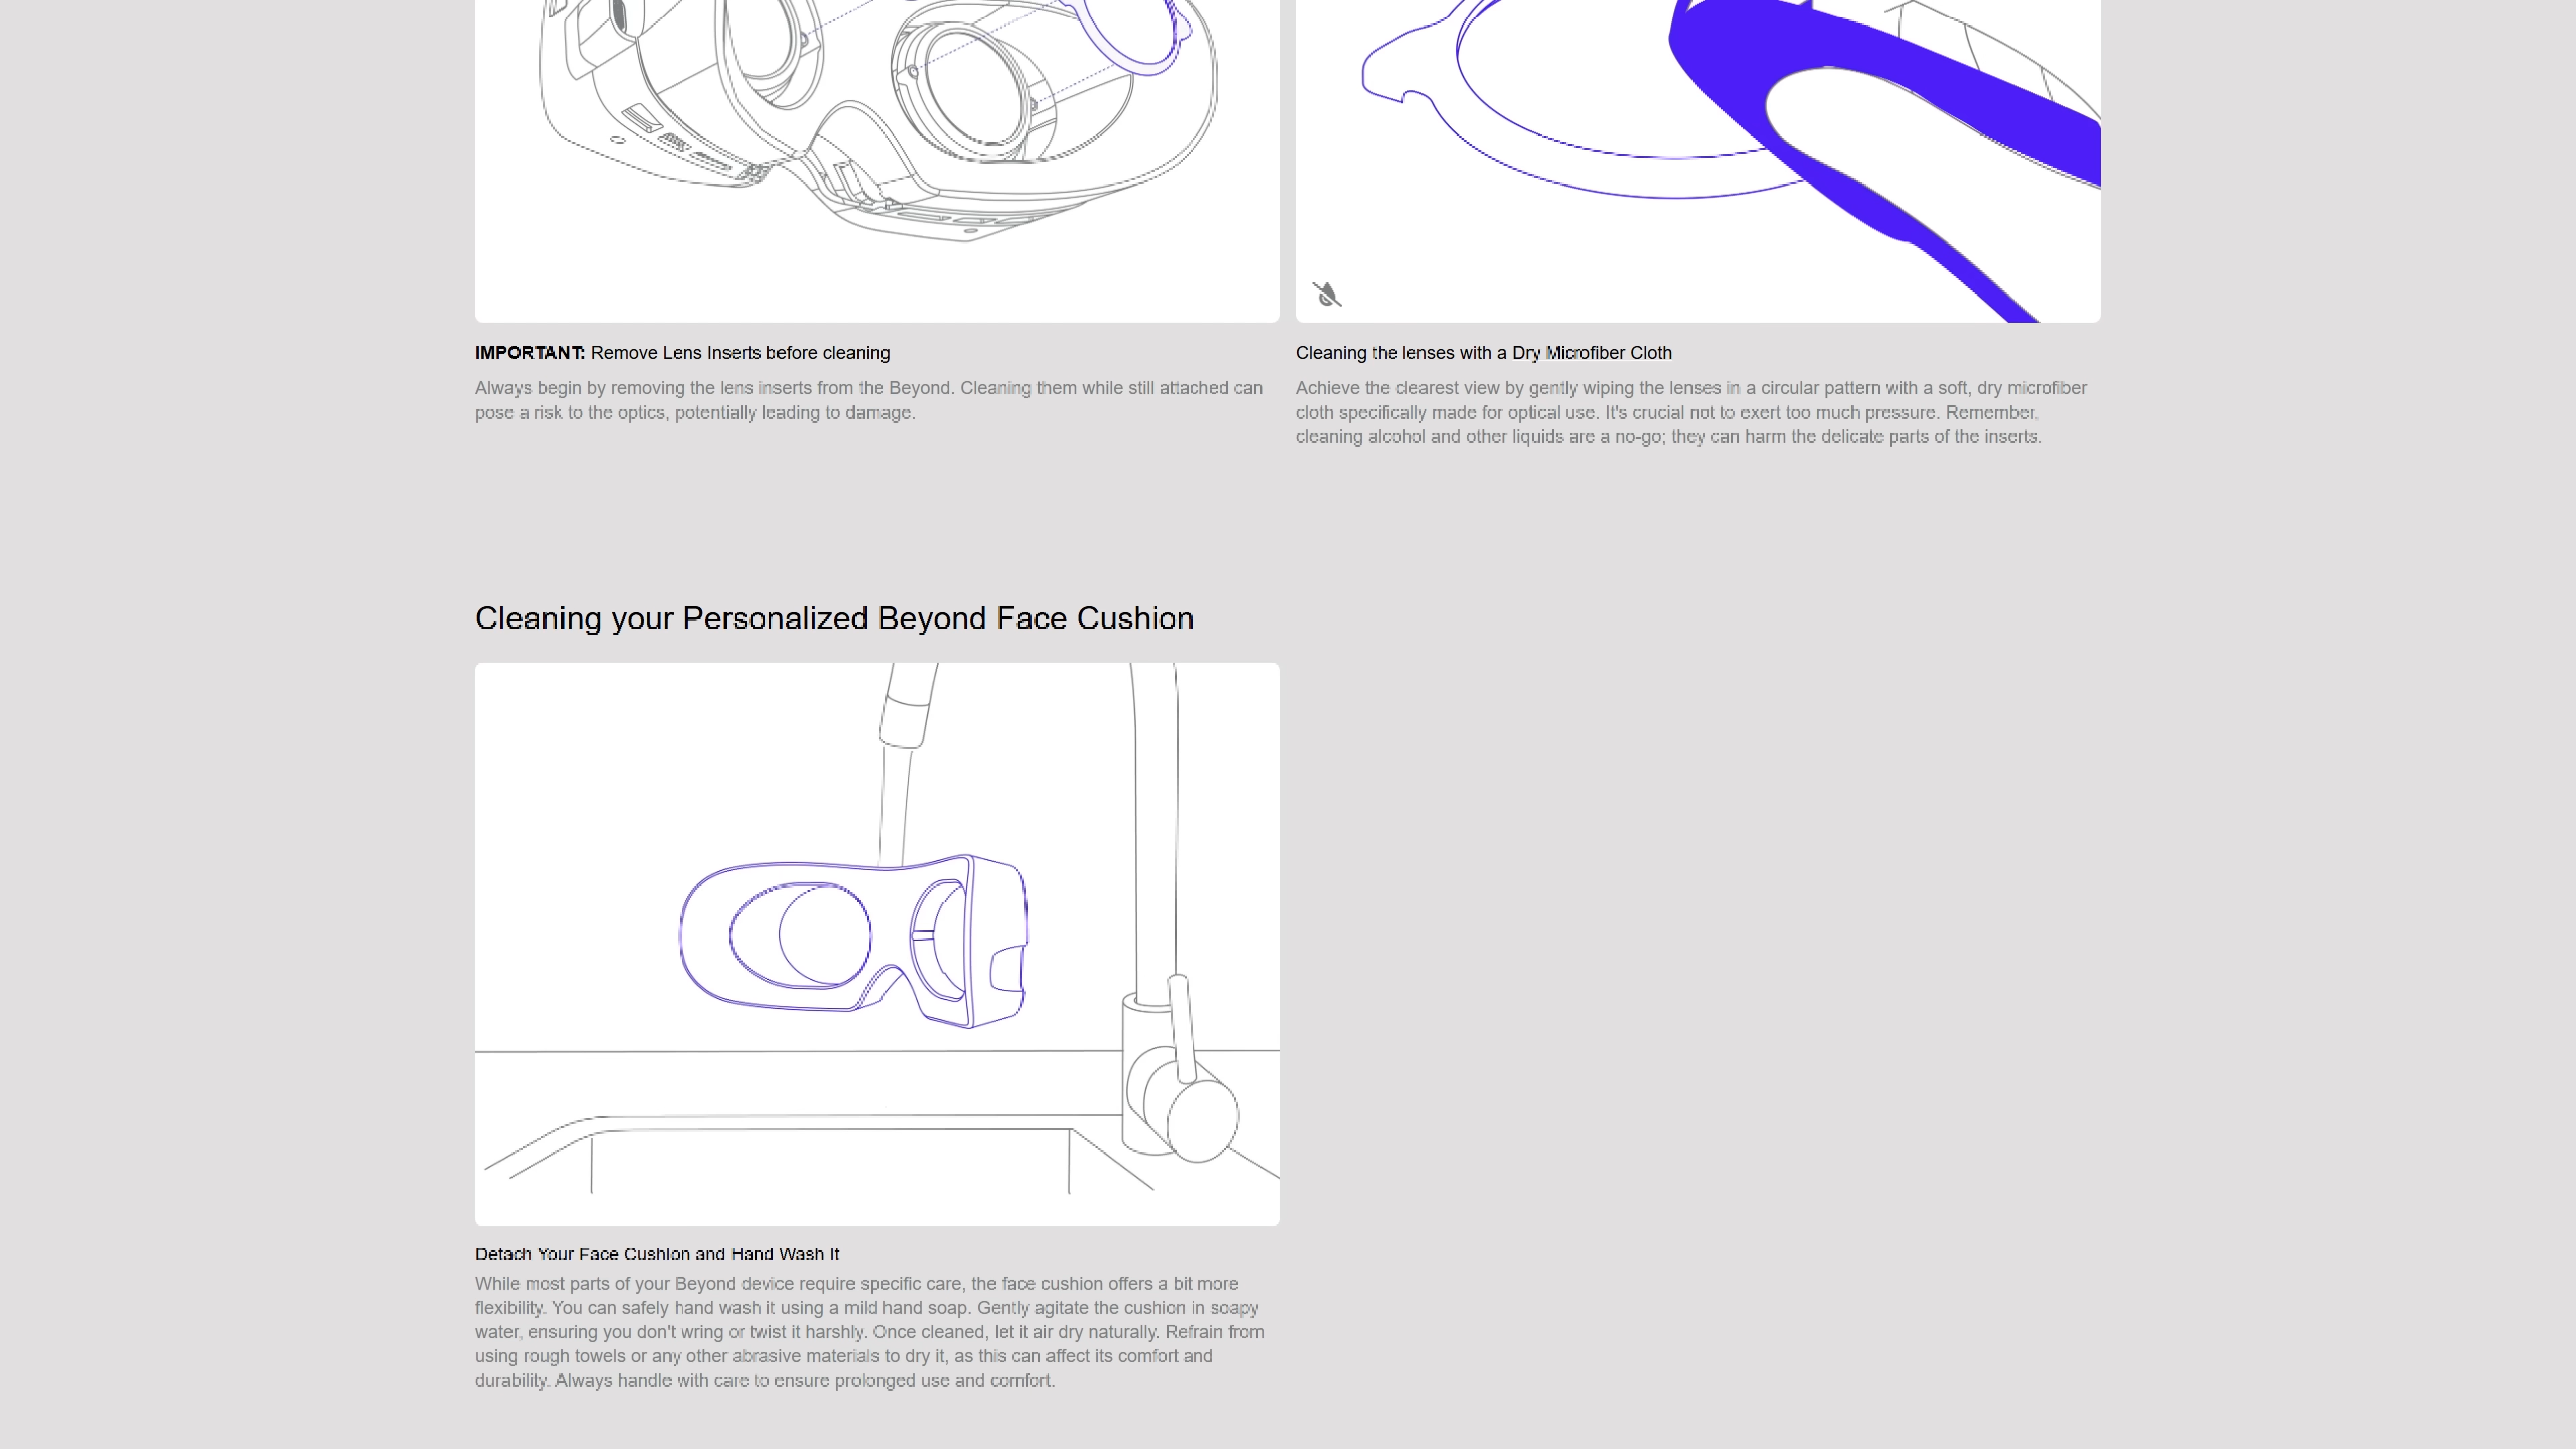 IMPORTANT: Remove Lens Inserts before cleaning
Always begin by removing the lens inserts from the Beyond. Cleaning them while still attached can
pose a risk to the optics, potentially leading to damage.
Cleaning the lenses with a Dry Microfiber Cloth
Achieve the clearest view by gently wiping the lenses in a circular pattern with a soft, dry microfiber
cloth specifically made for optical use. It's crucial not to exert too much pressure. Remember,
cleaning alcohol and other liquids are a no-go; they can harm the delicate parts of the inserts.
Cleaning your Personalized Beyond Face Cushion
Detach Your Face Cushion and Hand Wash It
While most parts of your Beyond device require specific care, the face cushion offers a bit more
flexibility. You can safely hand wash it using a mild hand soap. Gently agitate the cushion in soapy
water, ensuring you don't wring or twist it harshly. Once cleaned, let it air dry naturally. Refrain from
using rough towels or any other abrasive materials to dry it, as this can affect its comfort and
durability. Always handle with care to ensure prolonged use and comfort.